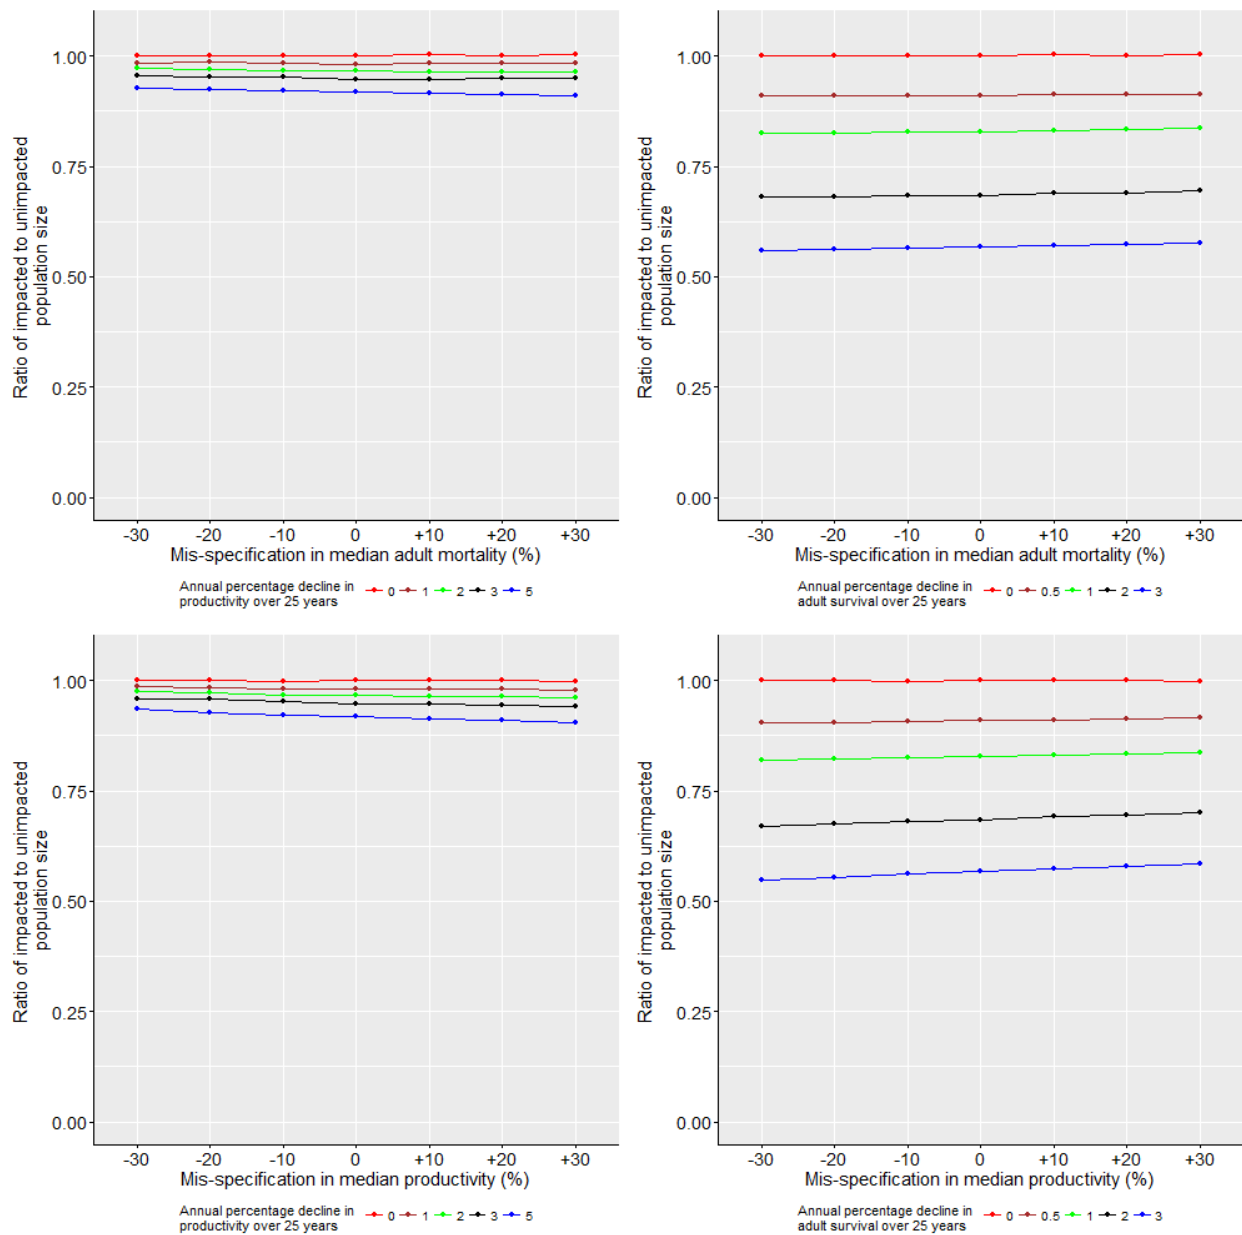 Ratio of impacted to unimpacted
population size
1.00
0.75
0.50
0.25
0.00
-30 -20 -10 0 +10 +20 +30
Mis-specification in median adult mortality (%)
Annual percentage decline in
productivity over 25 years 0 1 2 3 5
Ratio of impacted to unimpacted
population size
1.00
0.75
0.50
0.25
0.00
-30 -20 -10 0 +10 +20 +30
Mis-specification in median adult mortality (%)
Annual percentage decline in
adult survival over 25 years 0 0.5 1 2 3
Ratio of impacted to unimpacted
population size
1.00
0.75
0.50
0.25
0.00
-30 -20 -10 0 +10 +20 +30
Mis-specification in median productivity (%)
Annual percentage decline in
productivity over 25 years 0 1 2 3 5
Ratio of impacted to unimpacted
population size
1.00
0.75
0.50
0.25
0.00
-30 -20 -10 0 +10 +20 +30
Mis-specification in median productivity (%)
Annual percentage decline in
adult survival over 25 years 0 0.5 1 2 3